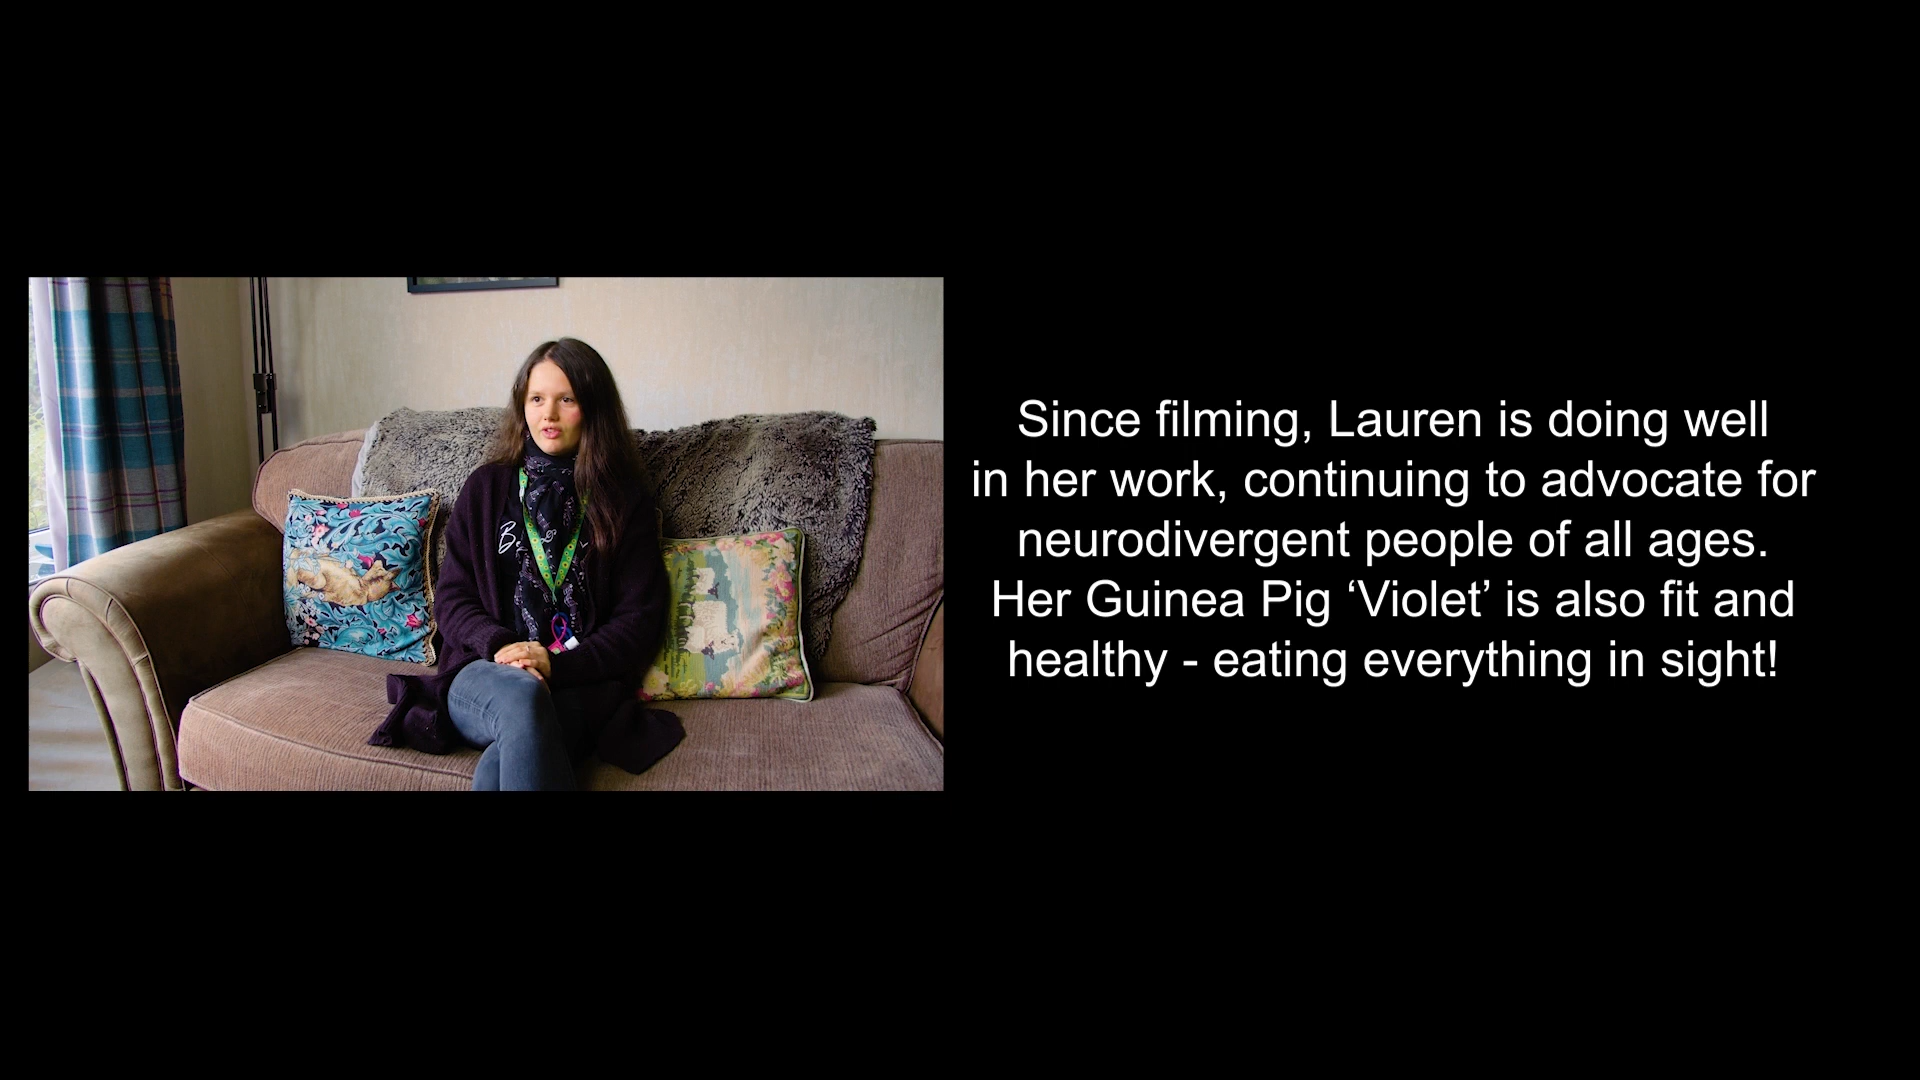 Since filming, Lauren is doing well
in her work, continuing to advocate for
neurodivergent people of all ages.
Her Guinea Pig ‘Violet’ is also fit and
healthy - eating everything in sight!